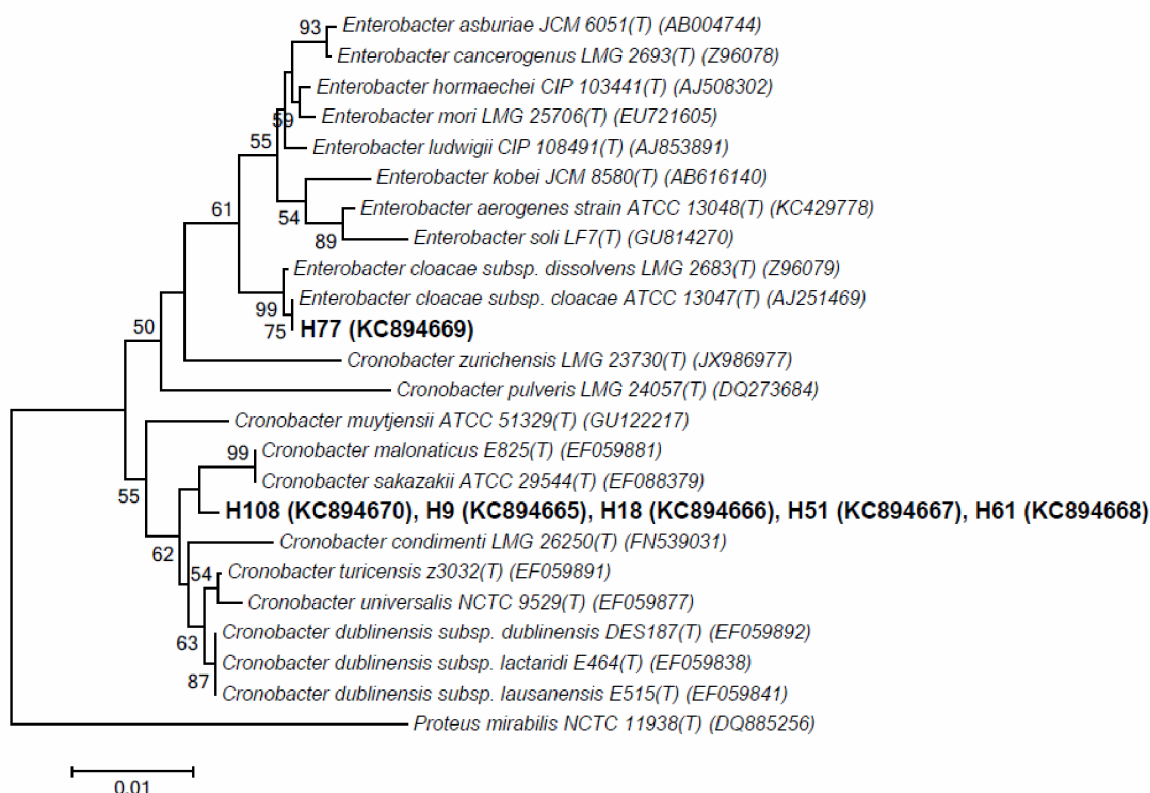 93
Enterobacter asburiae JCM 6051(T) (AB004744)
Enterobacter cancerogenus LMG 2693(T) (Z96078)
Enterobacter hormaechei CIP 103441(T) (AJ508302)
59
Enterobacter mori LMG 25706(T) (EU721605)
55
Enterobacter ludwigii CIP 108491(T) (AJ853891)
Enterobacter kobei JCM 8580(T) (AB616140)
61
Enterobacter aerogenes strain ATCC 13048(T) (KC429778)
54
89
Enterobacter soli LF7(T) (GU814270)
Enterobacter cloacae subsp. dissolvens LMG 2683(T) (Z96079)
99
Enterobacter cloacae subsp. cloacae ATCC 13047(T) (AJ251469)
75
H77 (KC894669)
50
Cronobacter zurichensis LMG 23730(T) (JX986977)
Cronobacter pulveris LMG 24057(T) (DQ273684)
Cronobacter muytjensii ATCC 51329(T) (GU122217)
99
Cronobacter malonaticus E825(T) (EF059881)
Cronobacter sakazakii ATCC 29544(T) (EF088379)
55
H108 (KC894670), H9 (KC894665), H18 (KC894666), H51 (KC894667), H61 (KC894668)
62
Cronobacter condimenti LMG 26250(T) (FN539031)
54
Cronobacter turicensis z3032(T) (EF059891)
Cronobacter universalis NCTC 9529(T) (EF059877)
63
Cronobacter dublinensis subsp. dublinensis DES187(T) (EF059892)
Cronobacter dublinensis subsp. lactaridi E464(T) (EF059838)
87
Cronobacter dublinensis subsp. lausanensis E515(T) (EF059841)
Proteus mirabilis NCTC 11938(T) (DQ885256)
0.01